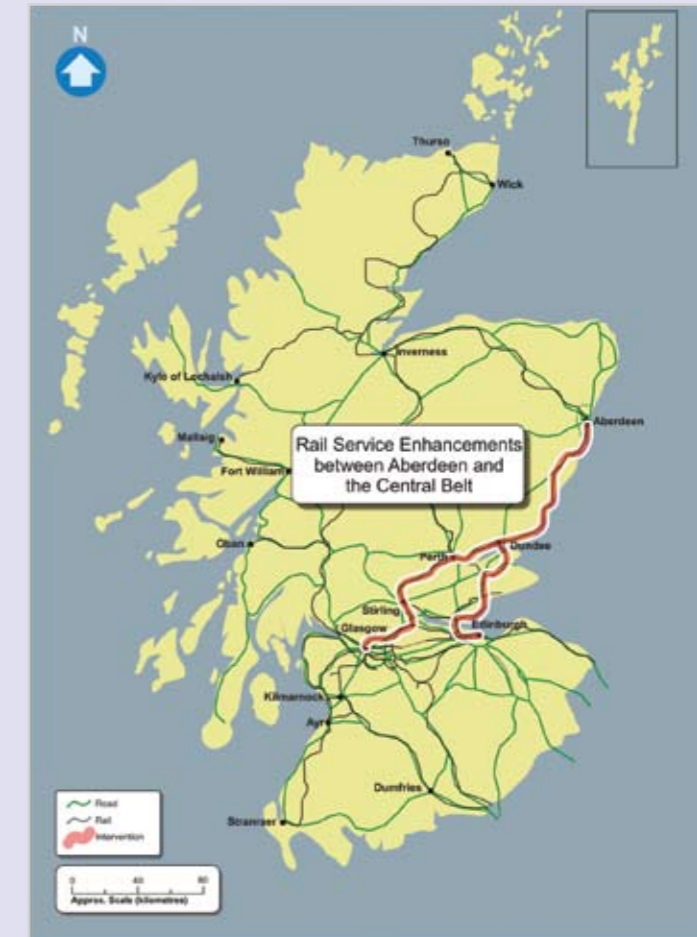 N
Thurso
Wick
Inverness
Kyle of Lochalsh
Aberdeen
Mallaig
Rail Service Enhancements
between Aberdeen and
the Central Belt
Fort William
Oban
Dundee
Perth
Stirling
Glasgow
Edinburgh
Kilmarnock
Ayr
Dumfries
Stranraer
Road
Rail
Intervention
0 40 80
Approx. Scale (kilometres)